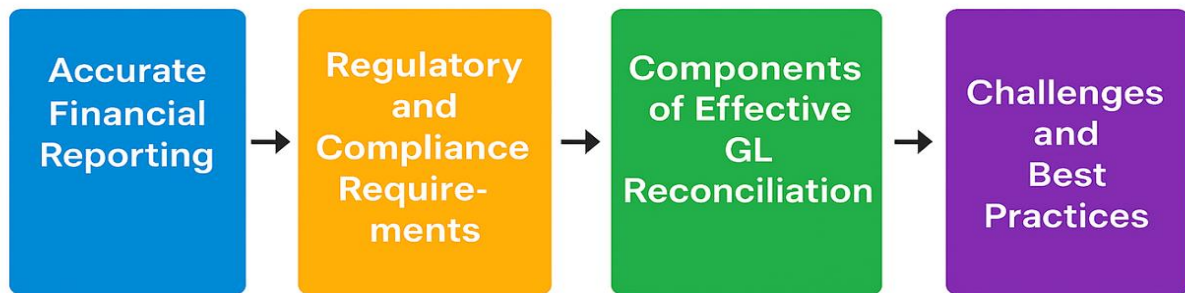 Accurate
Financial
Reporting
Regulatory
and
Compliance
Require-
ments
Components
of Effective
GL
Reconciliation
Challenges
and
Best
Practices